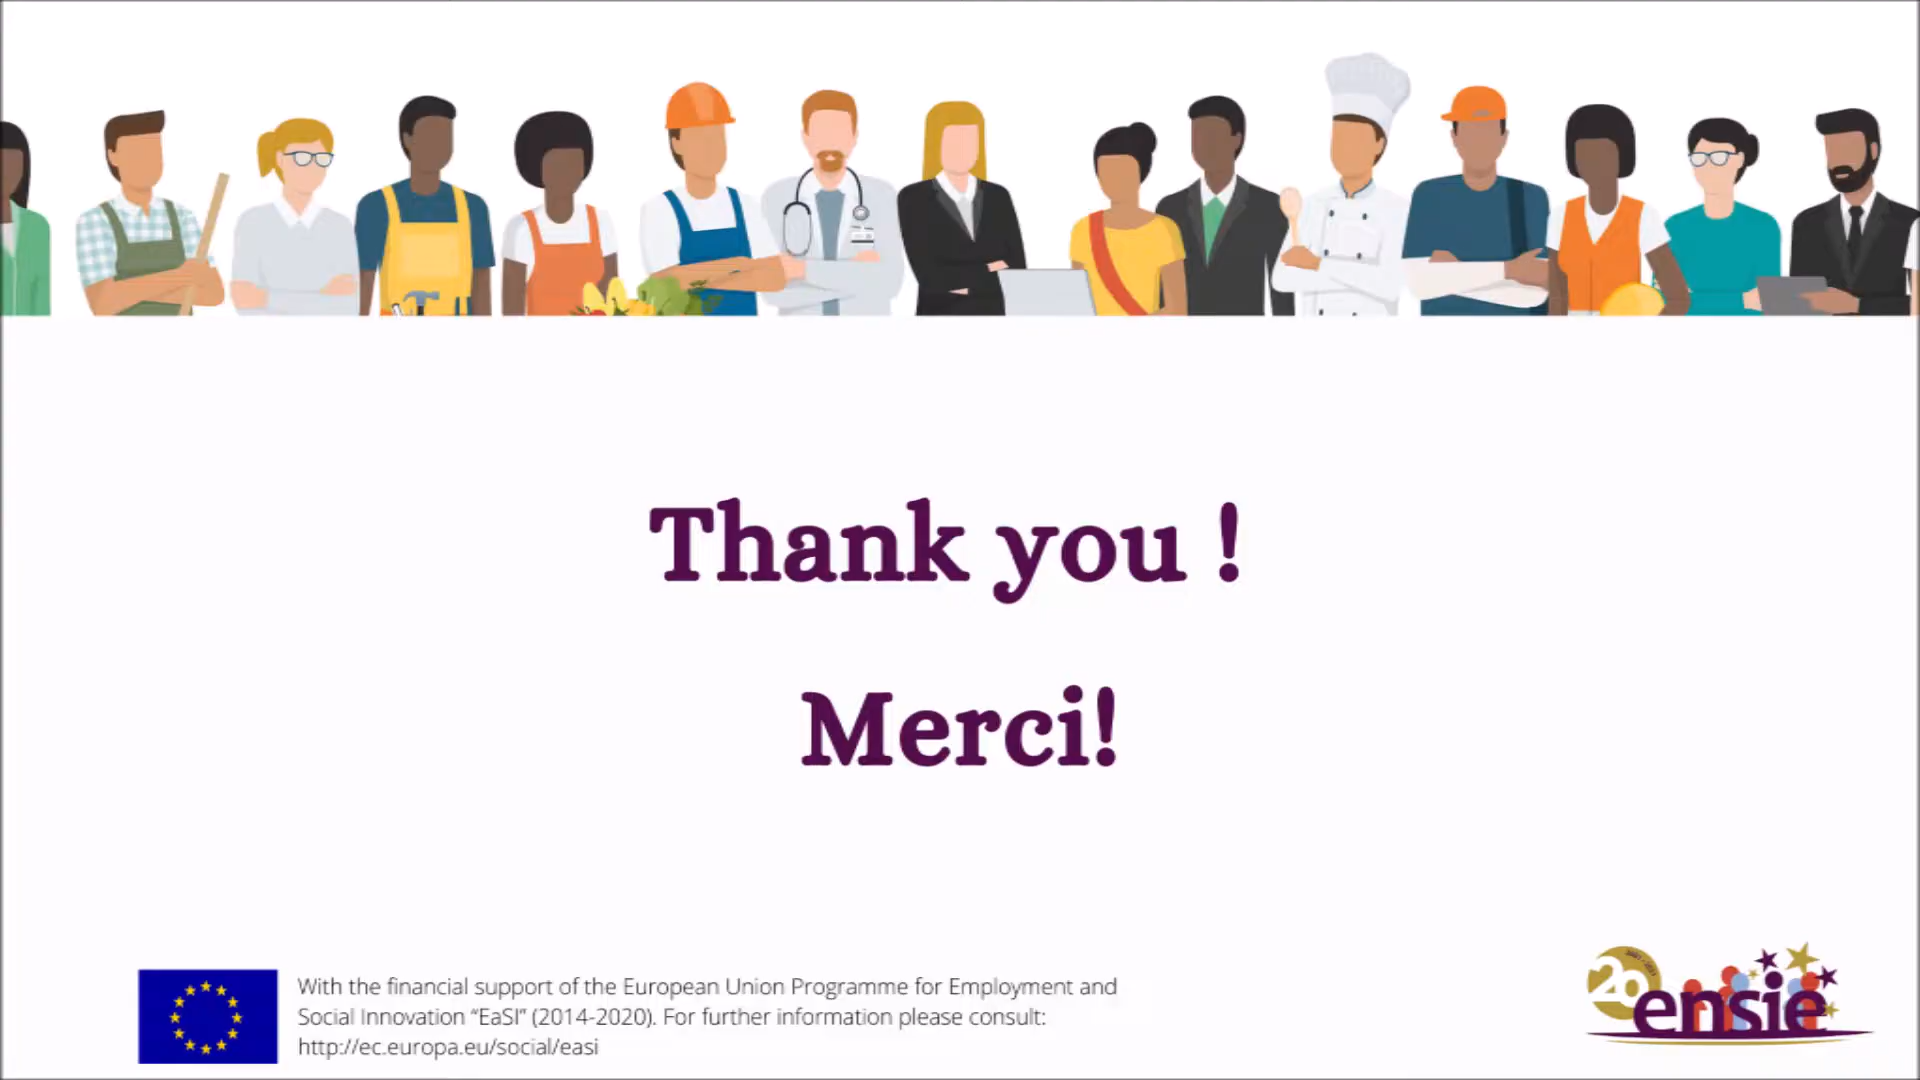 Thank you !
Merci!
With the financial support of the European Union Programme for Employment and
Social Innovation “EaSI” (2014-2020). For further information please consult:
http://ec.europa.eu/social/easi
20
ensie